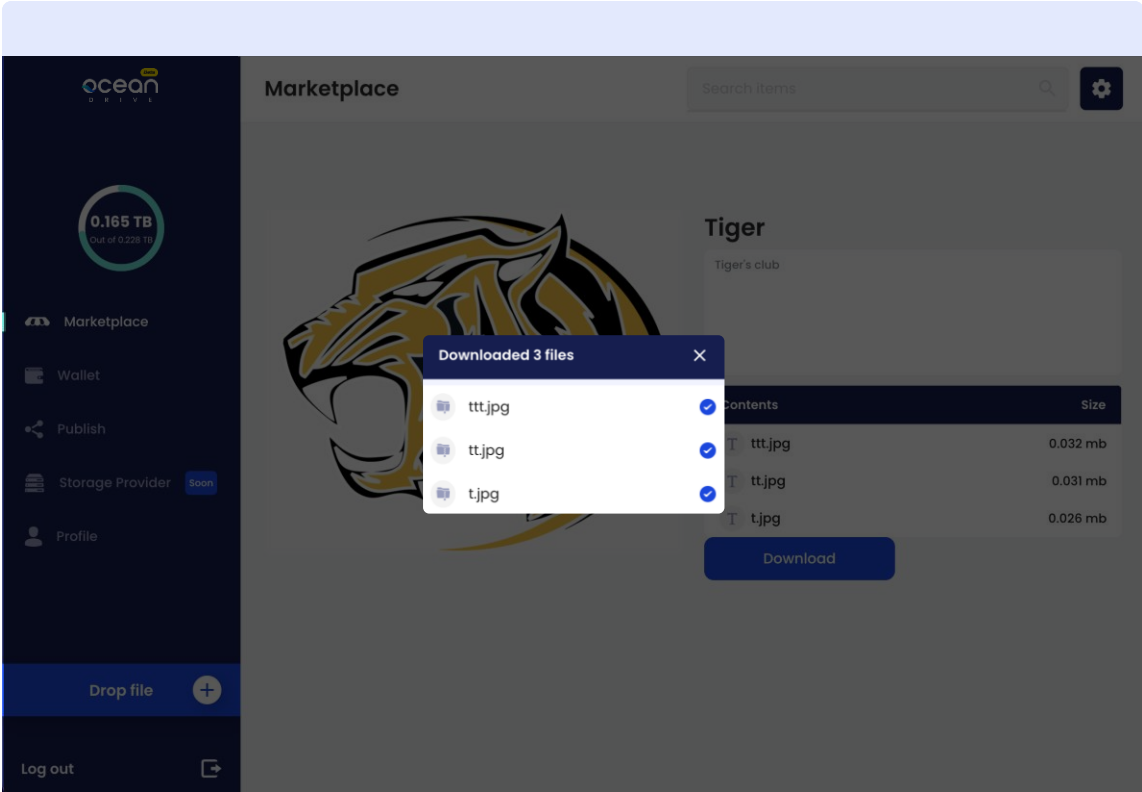 beta
ocean
DRIVE
Marketplace
Search items
0.165 TB
Out of 0.228 TB
Marketplace
Wallet
Publish
Storage Provider Soon
Profile
Drop file
Log out
Tiger
Tiger's club
Downloaded 3 files
ttt.jpg
tt.jpg
t.jpg
Contents Size
T ttt.jpg 0.032 mb
T tt.jpg 0.031 mb
T t.jpg 0.026 mb
Download